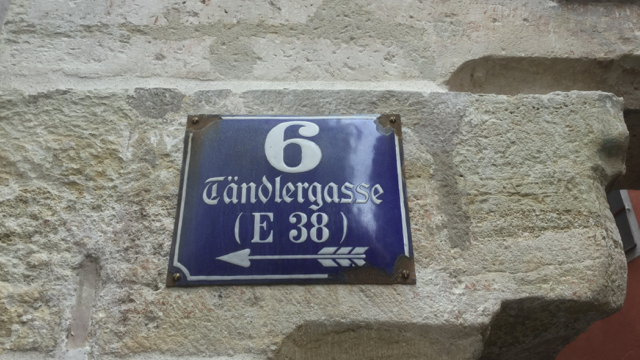 6
Tändlergasse
(E 38)